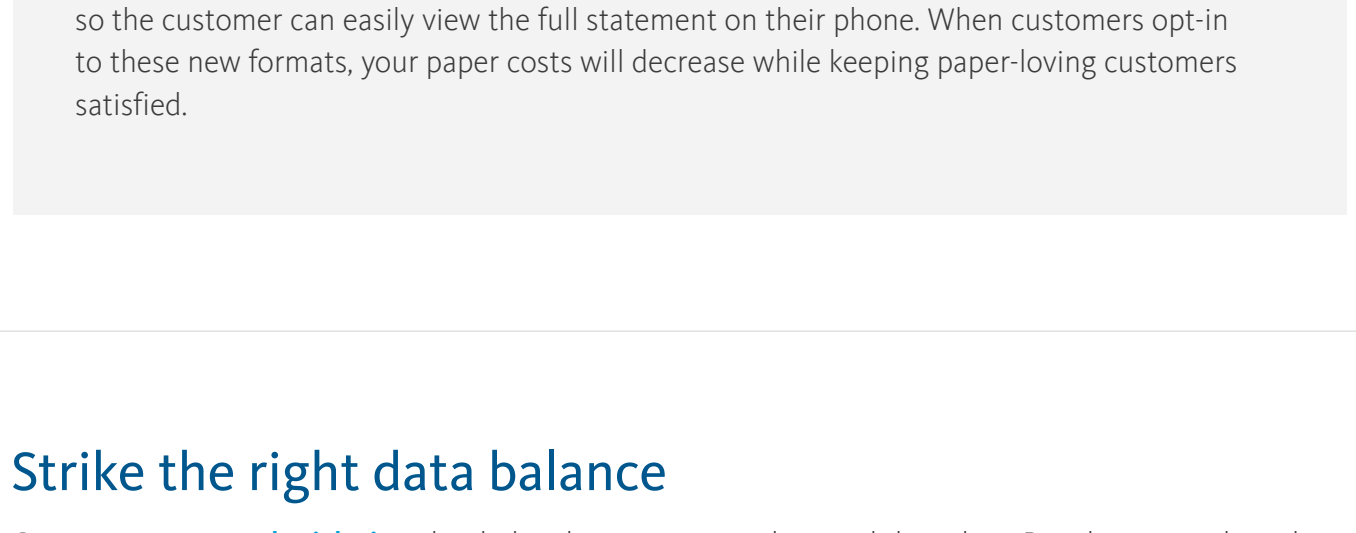 so the customer can easily view the full statement on their phone. When customers opt-in
to these new formats, your paper costs will decrease while keeping paper-loving customers
satisfied.
Strike the right data balance